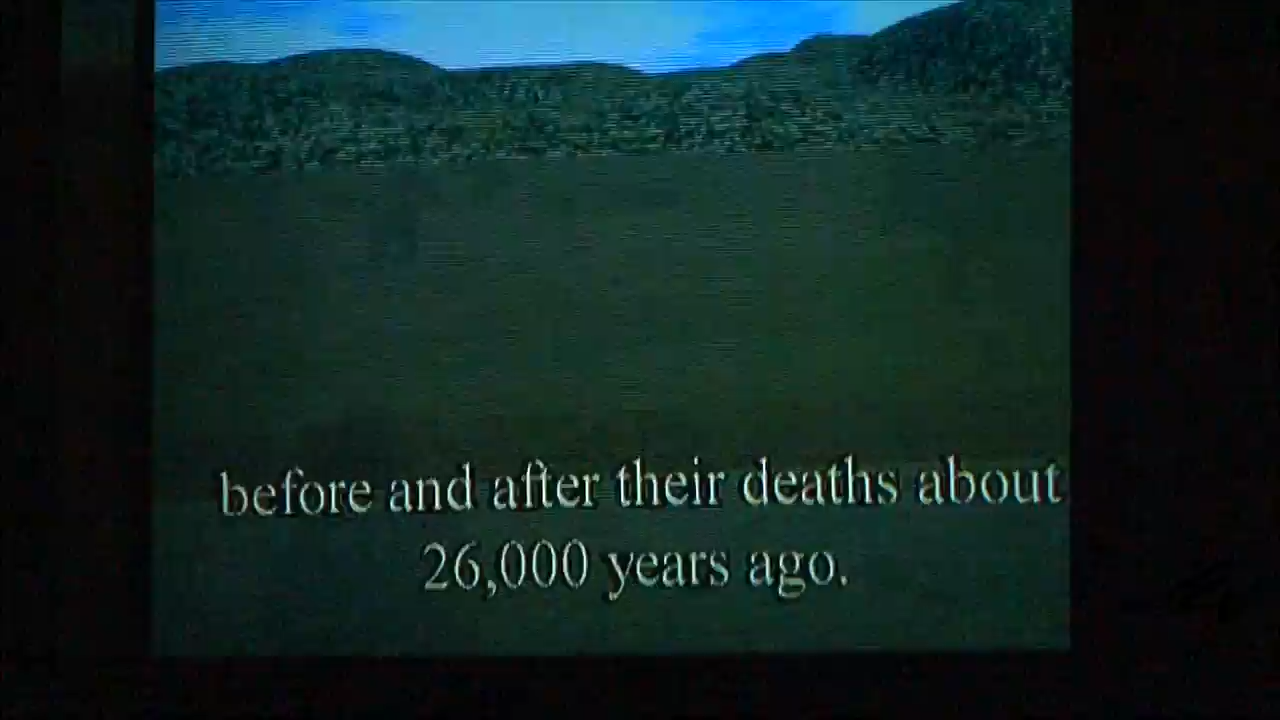 before and after their deaths about
26,000 years ago.